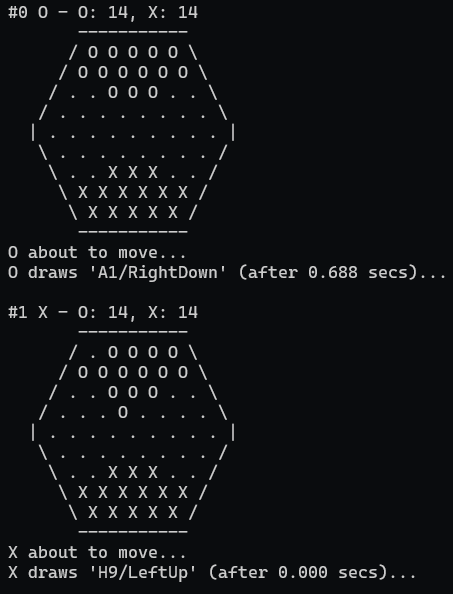 #0 O – O: 14, X: 14
       -----------
      / O O O O O \
     / O O O O O O \
    / . . O O O . . \
   / . . . . . . . . \
  | . . . . . . . . . |
   \ . . . . . . . . /
    \ . . X X X . . /
     \ X X X X X X /
      \ X X X X X /
       -----------
O about to move...
O draws 'A1/RightDown' (after 0.688 secs)...

#1 X – O: 14, X: 14
       -----------
      / . O O O O \
     / O O O O O O \
    / . . O O O . . \
   / . . . O . . . . \
  | . . . . . . . . . |
   \ . . . . . . . . /
    \ . . X X X . . /
     \ X X X X X X /
      \ X X X X X /
       -----------
X about to move...
X draws 'H9/LeftUp' (after 0.000 secs)...